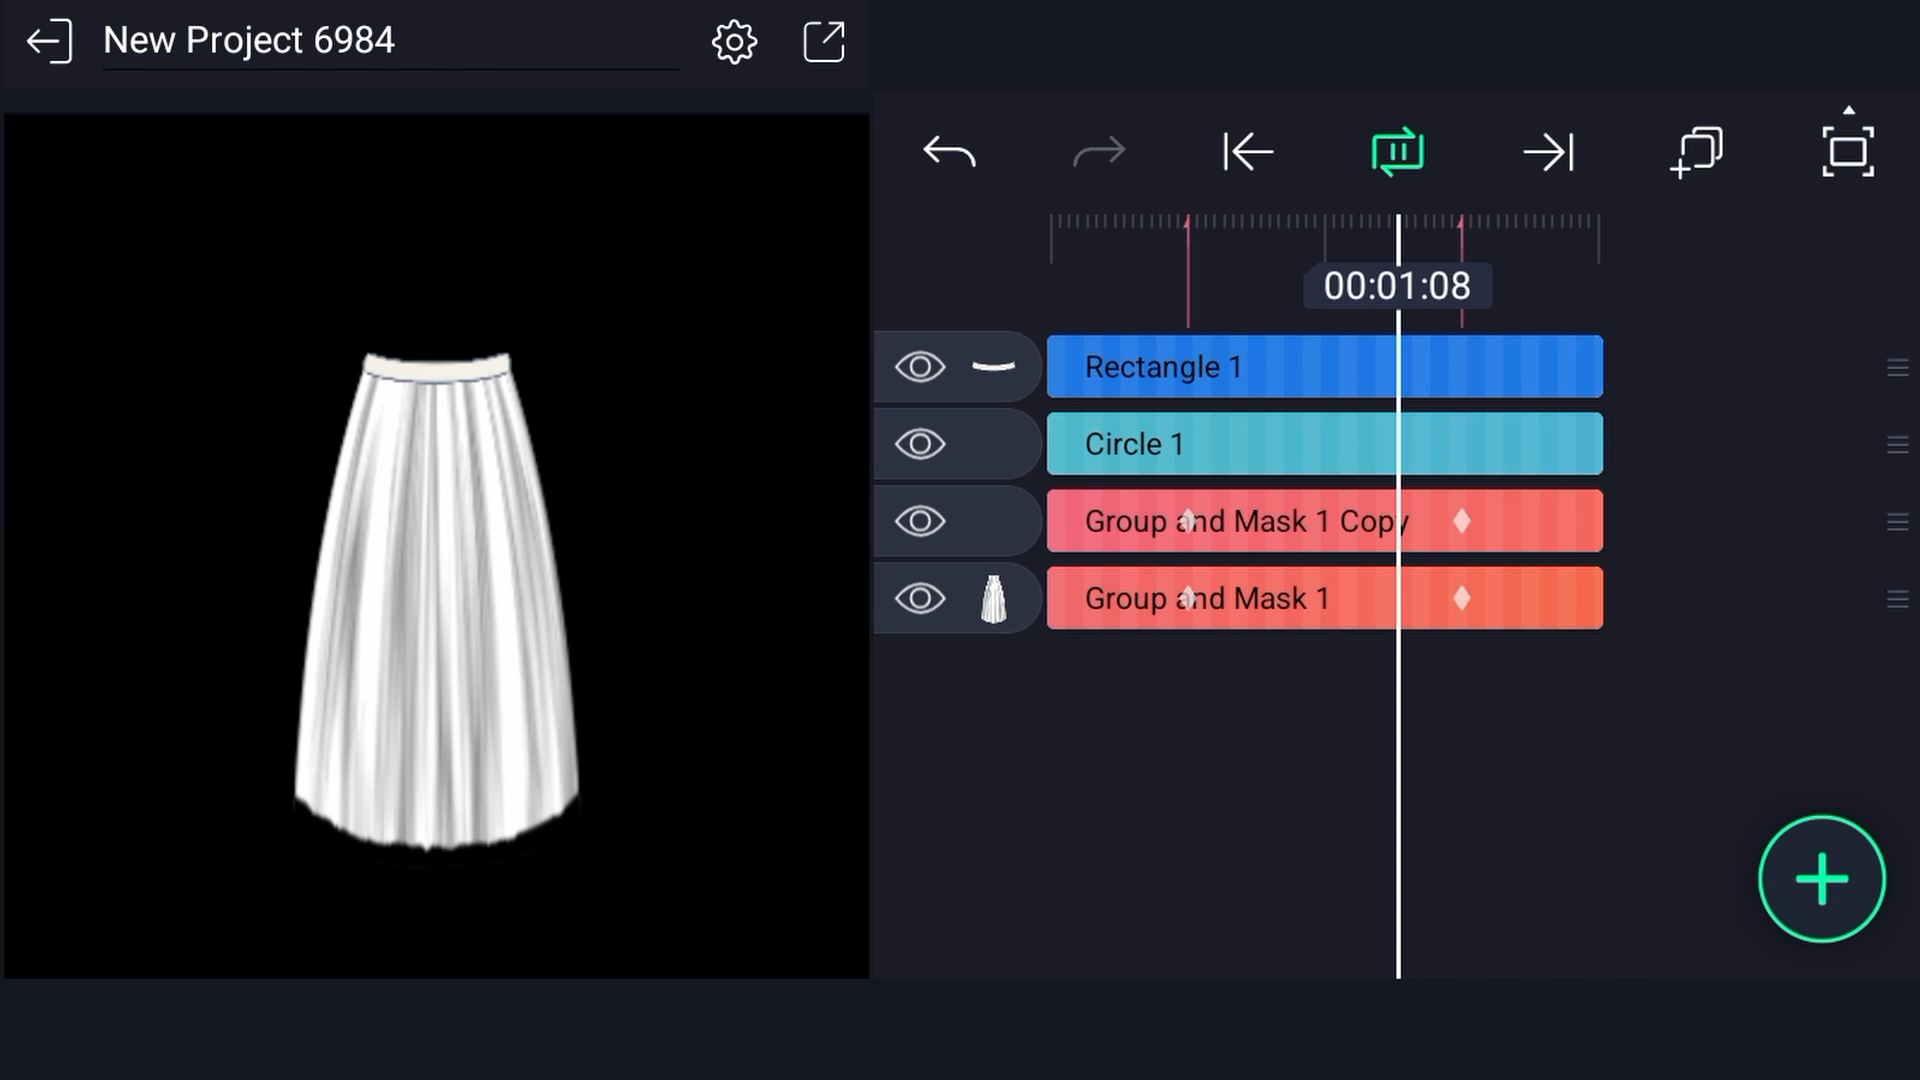 New Project 6984
00:01:08
Rectangle 1
Circle 1
Group and Mask 1 Copy
Group and Mask 1